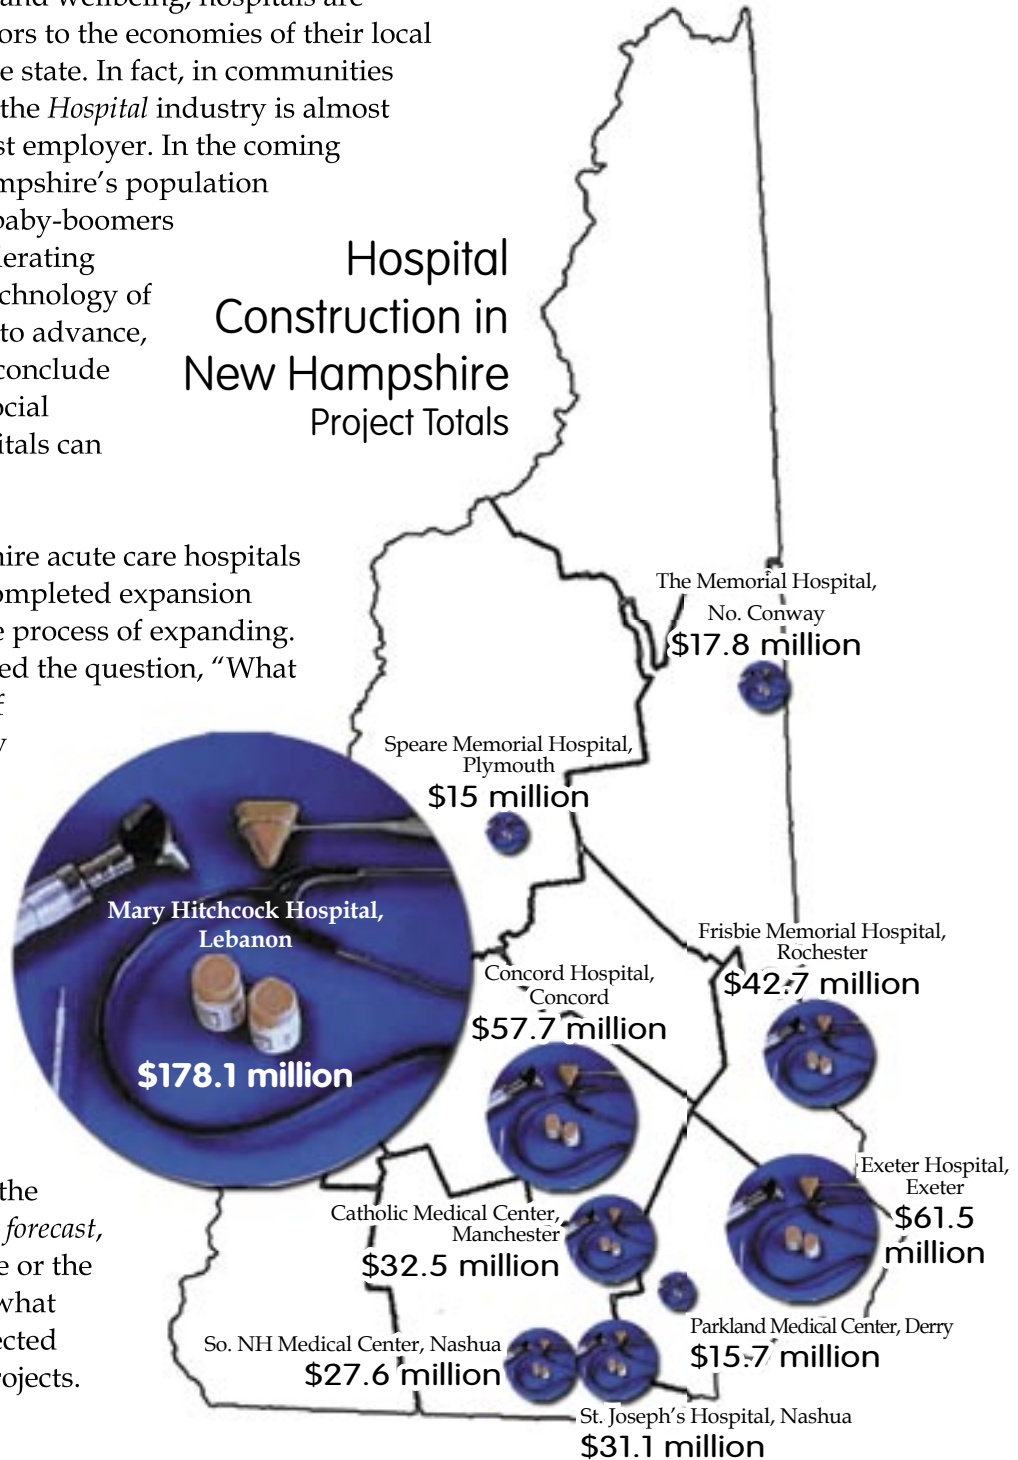 and wellbeing, hospitals are
ors to the economies of their local
e state. In fact, in communities
the Hospital industry is almost
st employer. In the coming
mpshire's population
baby-boomers
lerating
chnology of
to advance,
conclude
ocial
itals can
Hospital
Construction in
New Hampshire
Project Totals
hire acute care hospitals
ompleted expansion
e process of expanding.
ed the question, “What
f
y
The Memorial Hospital,
No. Conway
$17.8 million
Speare Memorial Hospital,
Plymouth
$15 million
Mary Hitchcock Hospital,
Lebanon
$178.1 million
Frisbie Memorial Hospital,
Rochester
$42.7 million
Concord Hospital,
Concord
$57.7 million
Exeter Hospital,
Exeter
$61.5
million
Catholic Medical Center,
Manchester
$32.5 million
the
forecast,
e or the
what
ected
rojects.
So. NH Medical Center, Nashua
$27.6 million
Parkland Medical Center, Derry
$15.7 million
St. Joseph's Hospital, Nashua
$31.1 million